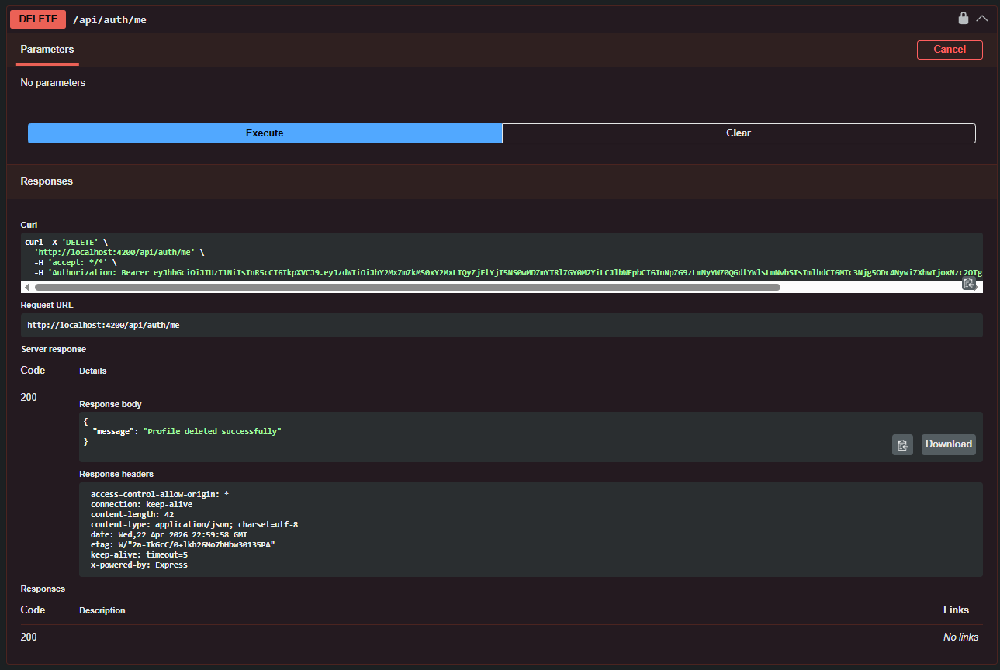 DELETE /api/auth/me
Parameters
Cancel
No parameters
Execute
Clear
Responses
Curl
curl -X 'DELETE' \
'http://localhost:4200/api/auth/me' \
-H 'accept: */*' \
-H 'Authorization: Bearer
Request URL
http://localhost:4200/api/auth/me
Server response
Code Details
200
Response body
{
"message": "Profile deleted successfully"
}
Download
Response headers
access-control-allow-origin: *
connection: keep-alive
content-length: 42
content-type: application/json; charset=utf-8
date: Wed,22 Apr 2026 22:59:58 GMT
etag: W/"2a-TkGcC/0+lkh26Mo7bHbw30135PA"
keep-alive: timeout=5
x-powered-by: Express
Responses
Code Description Links
200 No links